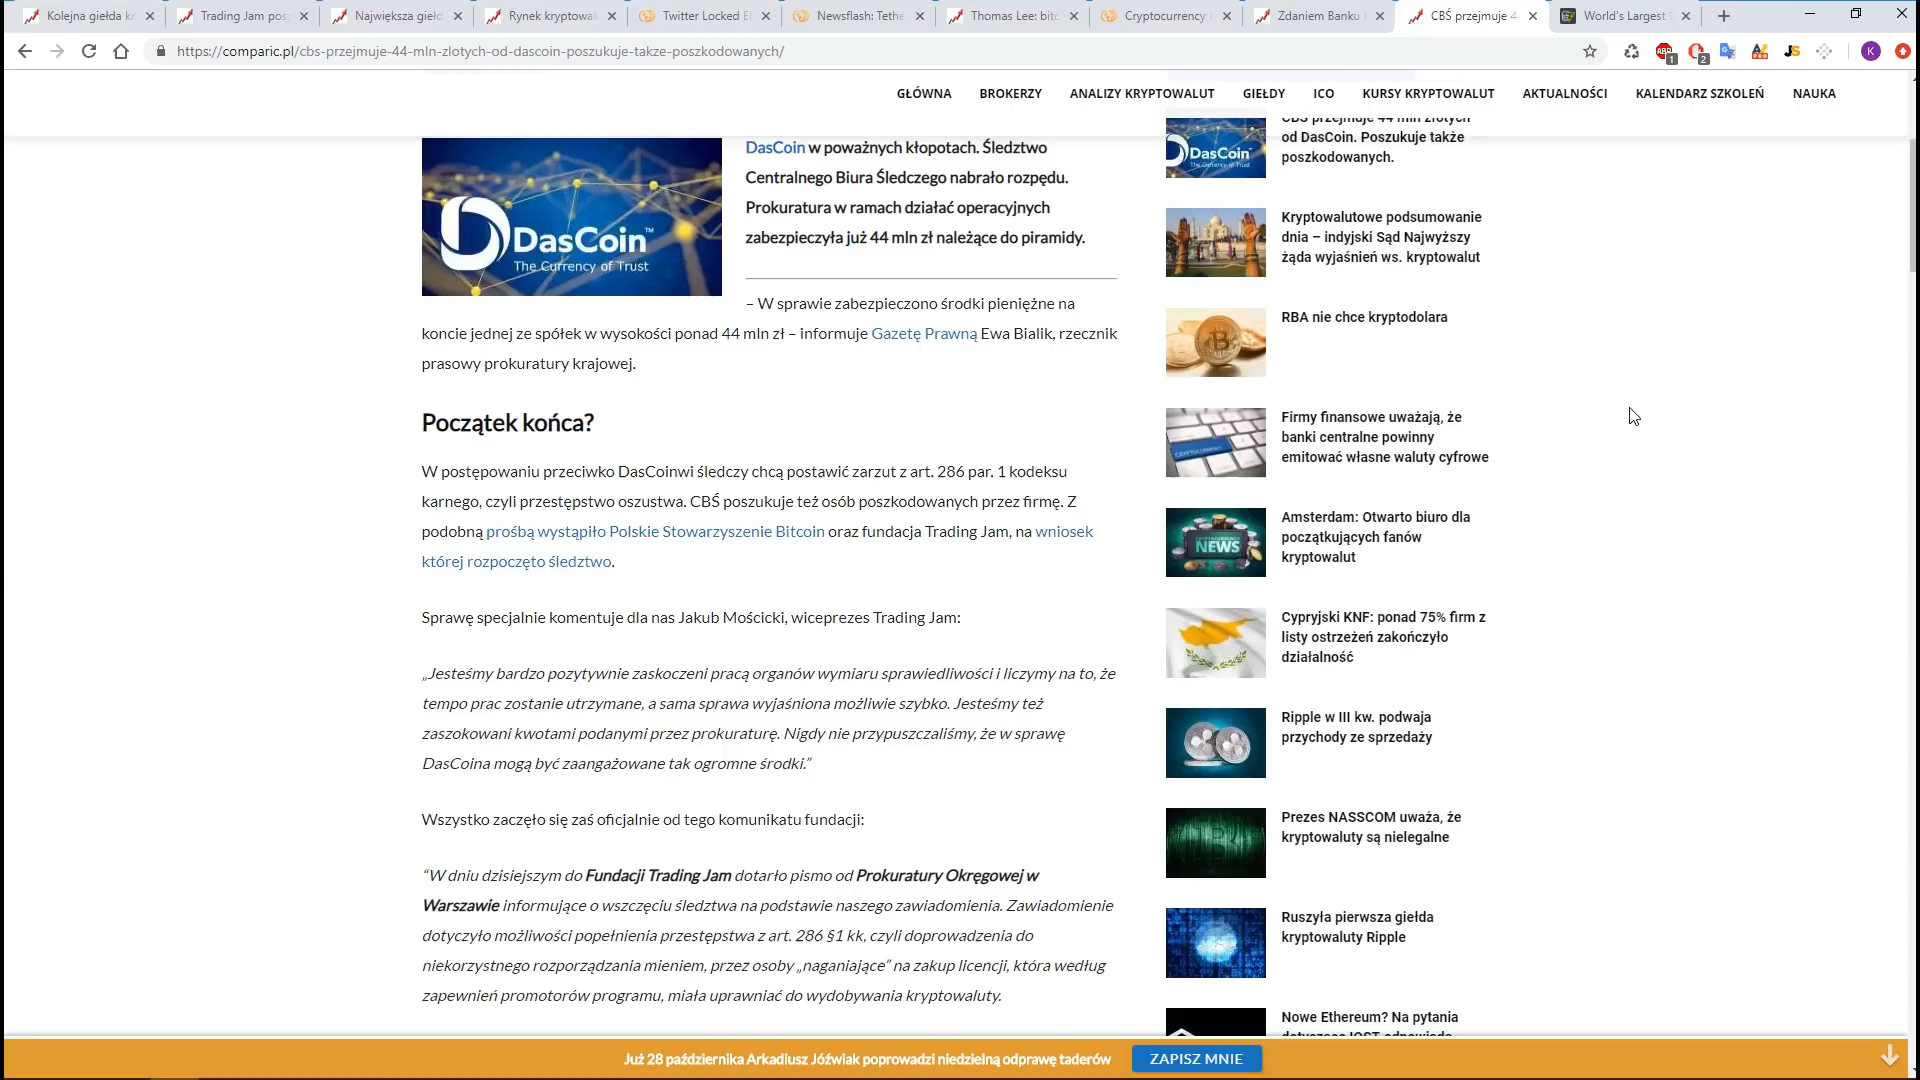 Kolejna giełda k
Trading Jam pos
Największa giełd
Rynek kryptowa
Twitter Locked E
Newsflash: Tethe
Thomas Lee: bitc
Cryptocurrency
Zdaniem Banku
CBŚ przejmuje 4
World's Largest
https://comparic.pl/cbs-przejmuje-44-mln-zlotych-od-dascoin-poszukuje-takze-poszkodowanych/
GŁÓWNA BROKERZY ANALIZY KRYPTOWALUT GIEŁDY ICO KURSY KRYPTOWALUT AKTUALNOŚCI KALENDARZ SZKOLEŃ NAUKA
DasCoin™
The Currency of Trust
DasCoin w poważnych kłopotach. Śledztwo
Centralnego Biura Śledczego nabrało rozpędu.
Prokuratura w ramach działać operacyjnych
zabezpieczyła już 44 mln zł należące do piramidy.
– W sprawie zabezpieczono środki pieniężne na
koncie jednej ze spółek w wysokości ponad 44 mln zł – informuje Gazetę Prawną Ewa Bialik, rzecznik
prasowy prokuratury krajowej.
Początek końca?
W postępowaniu przeciwko DasCoinwi śledczy chcą postawić zarzut z art. 286 par. 1 kodeksu
karnego, czyli przestępstwo oszustwa. CBŚ poszukuje też osób poszkodowanych przez firmę. Z
podobną prośbą wystąpiło Polskie Stowarzyszenie Bitcoin oraz fundacja Trading Jam, na wniosek
której rozpoczęto śledztwo.
Sprawę specjalnie komentuje dla nas Jakub Mościcki, wiceprezes Trading Jam:
„Jesteśmy bardzo pozytywnie zaskoczeni pracą organów wymiaru sprawiedliwości i liczymy na to, że
tempo prac zostanie utrzymane, a sama sprawa wyjaśniona możliwie szybko. Jesteśmy też
zaszokowani kwotami podanymi przez prokuraturę. Nigdy nie przypuszczaliśmy, że w sprawę
DasCoina mogą być zaangażowane tak ogromne środki.”
Wszystko zaczęło się zaś oficjalnie od tego komunikatu fundacji:
“W dniu dzisiejszym do Fundacji Trading Jam dotarło pismo od Prokuratury Okręgowej w
Warszawie informujące o wszczęciu śledztwa na podstawie naszego zawiadomienia. Zawiadomienie
dotyczyło możliwości popełnienia przestępstwa z art. 286 §1 kk, czyli doprowadzenia do
niekorzystnego rozporządzania mieniem, przez osoby „naganiające” na zakup licencji, która według
zapewnień promotorów programu, miała uprawniać do wydobywania kryptowaluty.
DasCoin
The Currency of Trust
CBŚ przejmuje 44 mln złotych
od DasCoin. Poszukuje także
poszkodowanych.
Kryptowalutowe podsumowanie
dnia – indyjski Sąd Najwyższy
żąda wyjaśnień ws. kryptowalut
RBA nie chce kryptodolara
Firmy finansowe uważają, że
banki centralne powinny
emitować własne waluty cyfrowe
NEWS
Amsterdam: Otwarto biuro dla
początkujących fanów
kryptowalut
Cypryjski KNF: ponad 75% firm z
listy ostrzeżeń zakończyło
działalność
Ripple w III kw. podwaja
przychody ze sprzedaży
Prezes NASSCOM uważa, że
kryptowaluty są nielegalne
Ruszyła pierwsza giełda
kryptowaluty Ripple
Nowe Ethereum? Na pytania
Już 28 października Arkadiusz Jóźwiak poprowadzi niedzielną odprawę taderów
ZAPISZ MNIE